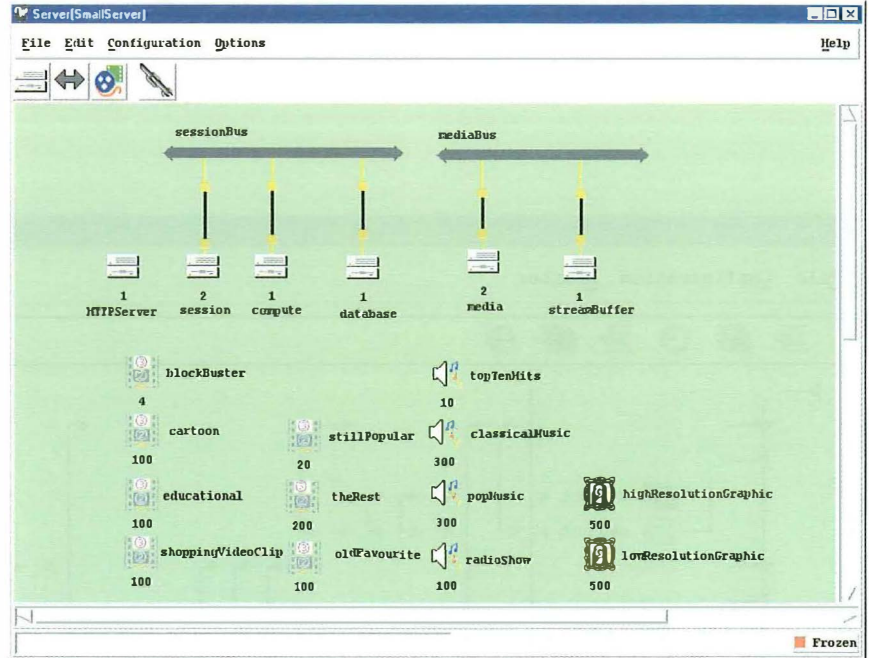 Server[SmallServer]
File Edit Configuration Options Help
sessionBus
mediaBus
1
HTTPServer
2
session
1
compute
1
database
2
media
1
streamBuffer
blockBuster
4
topTenHits
10
cartoon
100
stillPopular
20
classicalMusic
300
educational
100
theRest
200
popMusic
300
highResolutionGraphic
500
shoppingVideoClip
100
oldFavourite
100
radioShow
100
lowResolutionGraphic
500
Frozen